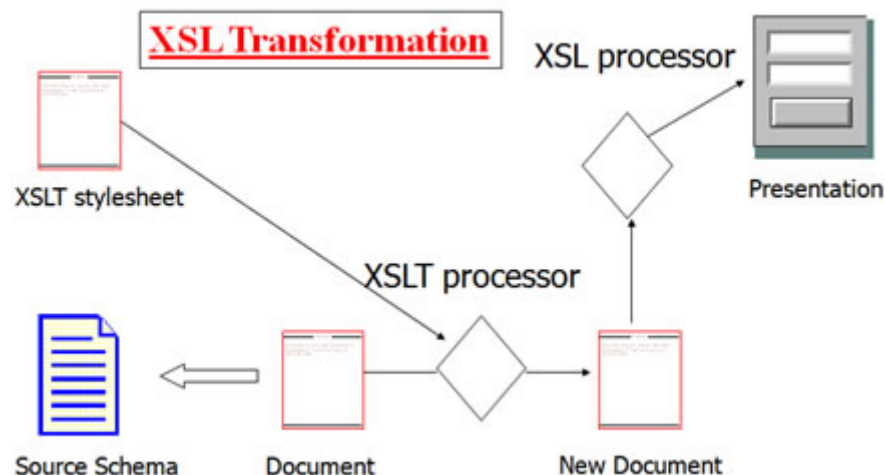 XSL Transformation
XSL processor
XSLT stylesheet
Presentation
XSLT processor
Source Schema
Document
New Document